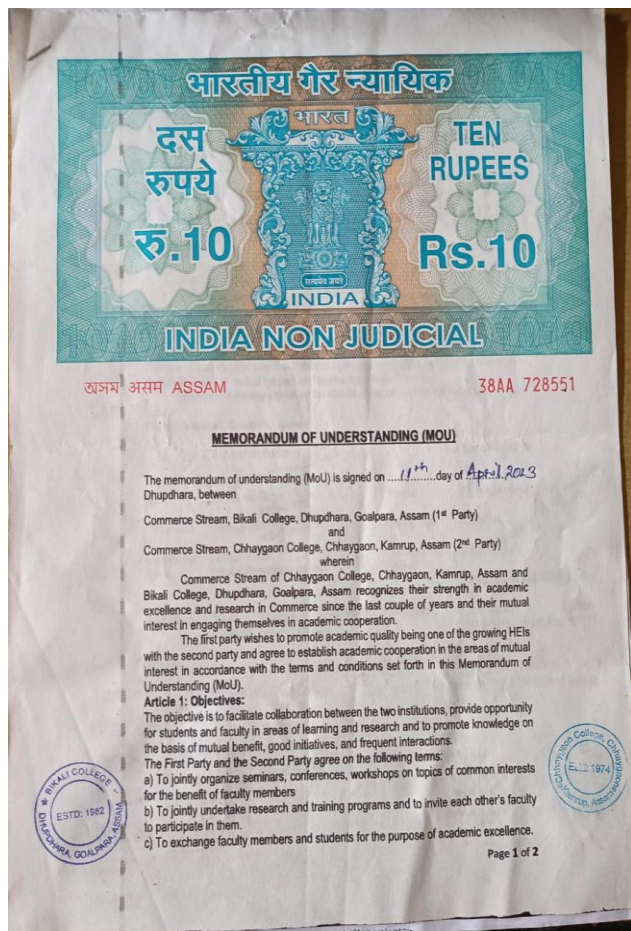 भारतीय गैर न्यायिक
भारत
दस
रुपये
रु.10
TEN
RUPEES
Rs.10
सत्यमेव जयते
INDIA
INDIA NON JUDICIAL
অসম असम ASSAM
38AA 728551
MEMORANDUM OF UNDERSTANDING (MOU)
The memorandum of understanding (MoU) is signed on ....11th........day of April, 2023
Dhupdhara, between
Commerce Stream, Bikali College, Dhupdhara, Goalpara, Assam (1st Party)
and
Commerce Stream, Chhaygaon College, Chhaygaon, Kamrup, Assam (2nd Party)
wherein
Commerce Stream of Chhaygaon College, Chhaygaon, Kamrup, Assam and
Bikali College, Dhupdhara, Goalpara, Assam recognizes their strength in academic
excellence and research in Commerce since the last couple of years and their mutual
interest in engaging themselves in academic cooperation.
The first party wishes to promote academic quality being one of the growing HEIs
with the second party and agree to establish academic cooperation in the areas of mutual
interest in accordance with the terms and conditions set forth in this Memorandum of
Understanding (MoU).
Article 1: Objectives:
The objective is to facilitate collaboration between the two institutions, provide opportunity
for students and faculty in areas of learning and research and to promote knowledge on
the basis of mutual benefit, good initiatives, and frequent interactions.
The First Party and the Second Party agree on the following terms:
a) To jointly organize seminars, conferences, workshops on topics of common interests
for the benefit of faculty members
b) To jointly undertake research and training programs and to invite each other's faculty
to participate in them.
c) To exchange faculty members and students for the purpose of academic excellence.
Page 1 of 2
BIKALI COLLEGE
ESTD: 1982
DHUPDHARA, GOALPARA, ASSAM
Chhaygaon College, Chhaygaon
1974
Kamrup, Assam